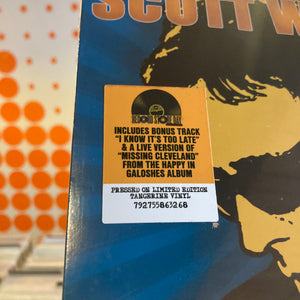 SCOTT W
RECORD STORE DAY
INCLUDES BONUS TRACK
"I KNOW IT'S TOO LATE"
& A LIVE VERSION OF
"MISSING CLEVELAND"
FROM THE HAPPY IN
GALOSHES ALBUM
PRESSED ON LIMITED EDITION
TANGERINE VINYL
792755863268